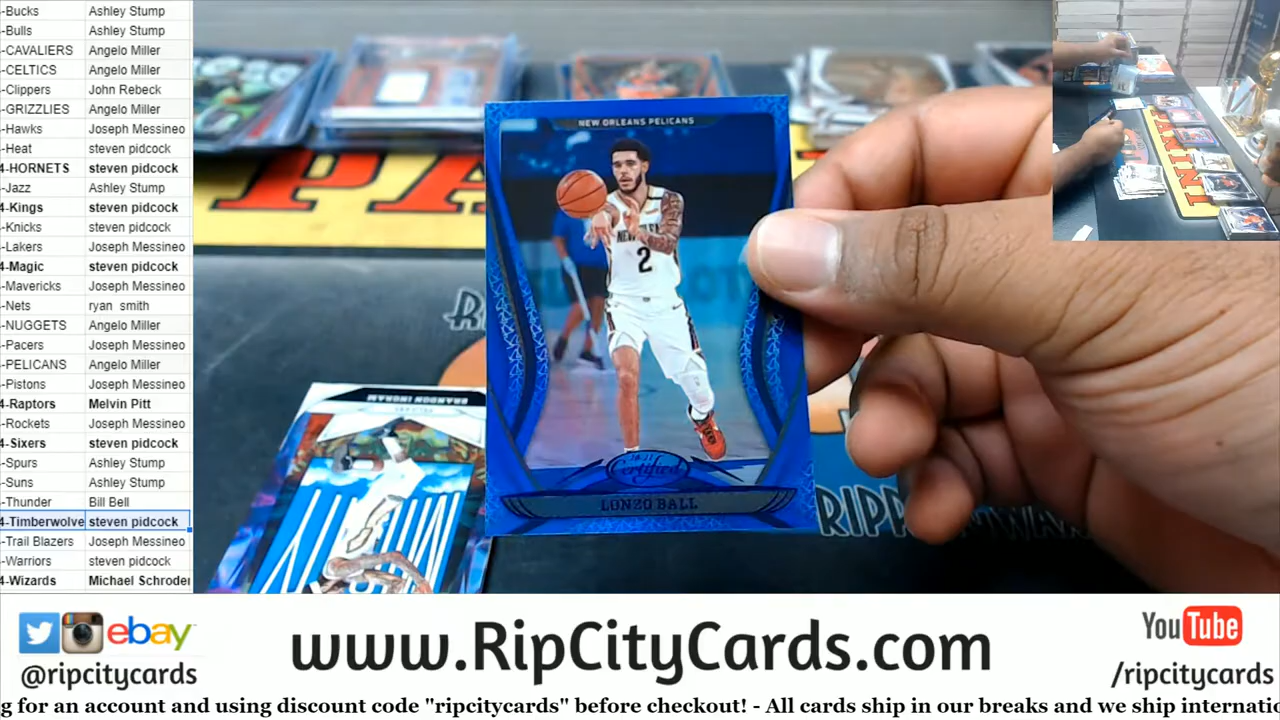 -Bucks Ashley Stump
-Bulls Ashley Stump
-CAVALIERS Angelo Miller
-CELTICS Angelo Miller
-Clippers John Rebeck
-GRIZZLIES Angelo Miller
-Hawks Joseph Messineo
-Heat steven pidcock
4-HORNETS steven pidcock
-Jazz Ashley Stump
4-Kings steven pidcock
-Knicks steven pidcock
-Lakers Joseph Messineo
4-Magic steven pidcock
-Mavericks Joseph Messineo
-Nets ryan smith
-NUGGETS Angelo Miller
-Pacers Joseph Messineo
-PELICANS Angelo Miller
-Pistons Joseph Messineo
4-Raptors Melvin Pitt
-Rockets Joseph Messineo
4-Sixers steven pidcock
-Spurs Ashley Stump
-Suns Ashley Stump
-Thunder Bill Bell
4-Timberwolve steven pidcock
-Trail Blazers Joseph Messineo
-Warriors steven pidcock
4-Wizards Michael Schroder
NEW ORLEANS PELICANS
2
Certified
LONZO BALL
BRANDON INGRAM
PANINI
ebay
@ripcitycards
www.RipCityCards.com
YouTube
/ripcitycards
g for an account and using discount code "ripcitycards" before checkout! - All cards ship in our breaks and we ship internatio